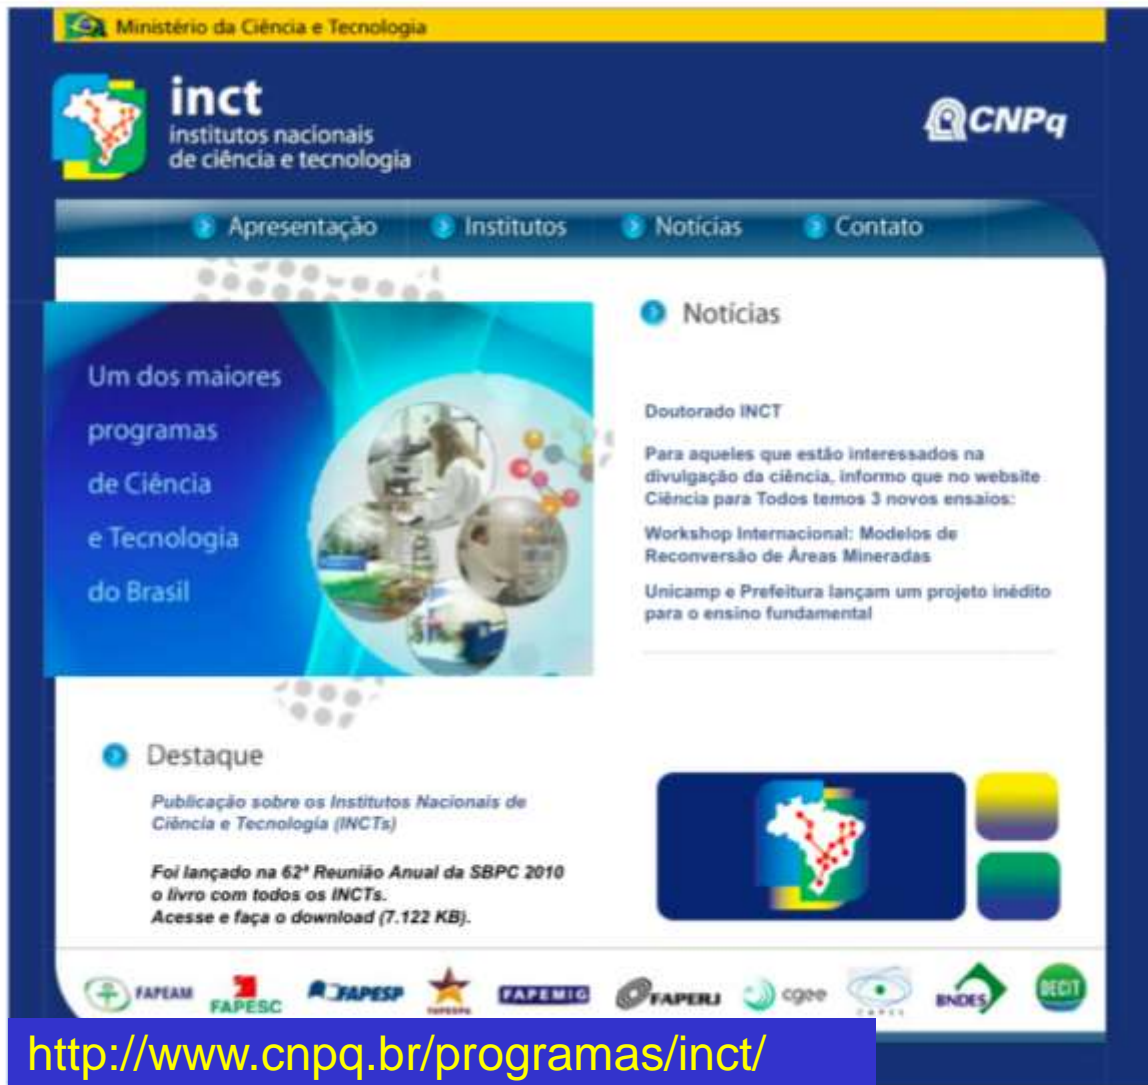 Ministério da Ciência e Tecnologia
inct
institutos nacionais
de ciência e tecnologia
CNPq
Apresentação Institutos Notícias Contato
Um dos maiores
programas
de Ciência
e Tecnologia
do Brasil
Notícias
Doutorado INCT
Para aqueles que estão interessados na
divulgação da ciência, informo que no website
Ciência para Todos temos 3 novos ensaios:
Workshop Internacional: Modelos de
Reconversão de Áreas Mineradas
Unicamp e Prefeitura lançam um projeto inédito
para o ensino fundamental
Destaque
Publicação sobre os Institutos Nacionais de
Ciência e Tecnologia (INCTs)
Foi lançado na 62ª Reunião Anual da SBPC 2010
o livro com todos os INCTs.
Acesse e faça o download (7.122 KB).
FAPEAM FAPESC FAPESP FAPESPA FAPEMIG FAPERJ cgee CAPES BNDES DECIT
http://www.cnpq.br/programas/inct/